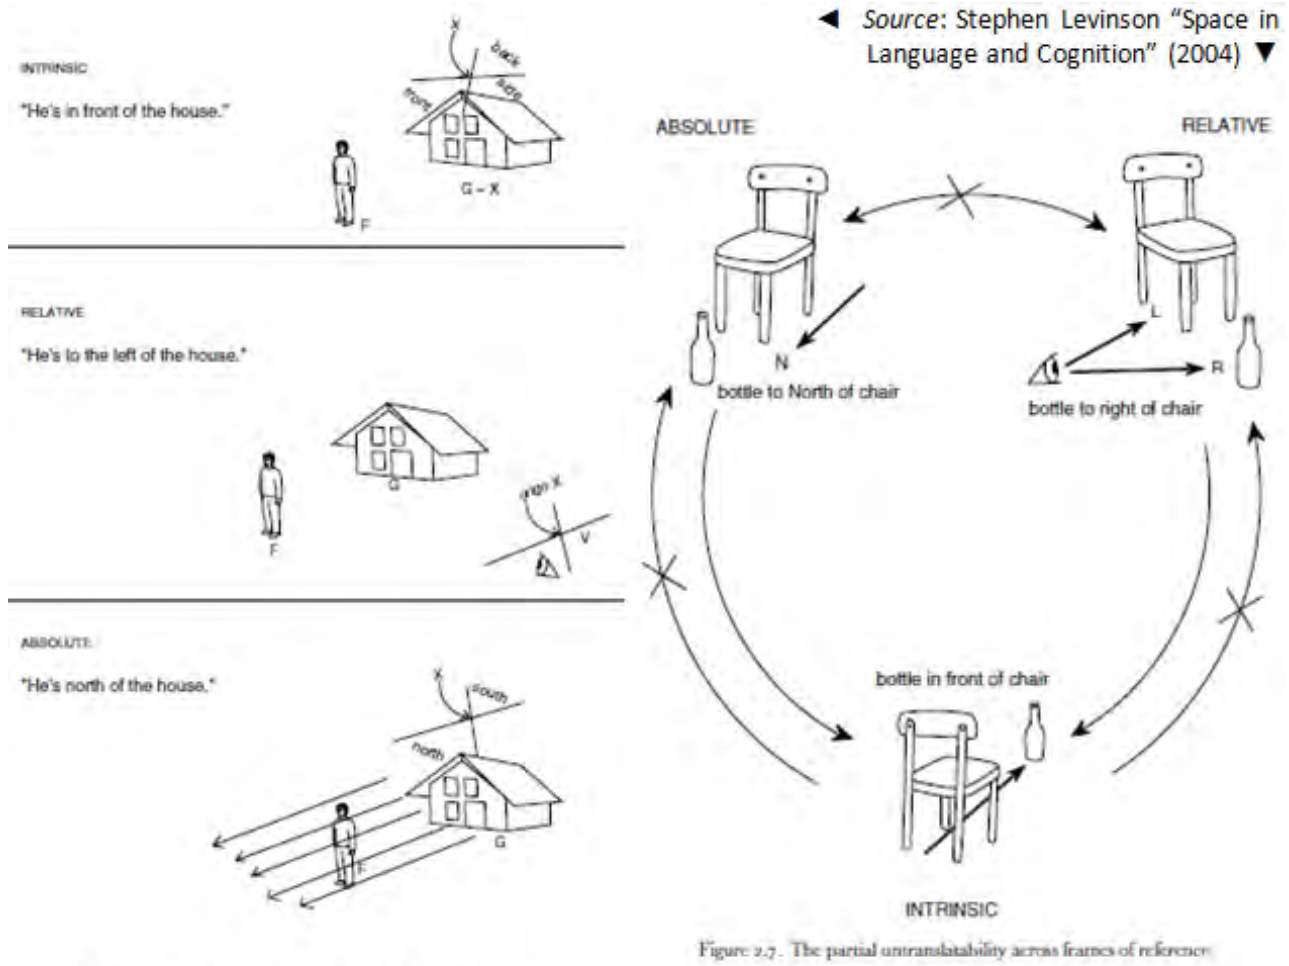 ◄ Source: Stephen Levinson “Space in
Language and Cognition” (2004) ▼
INTRINSIC
"He's in front of the house."
X
back
side
front
G – X
F
RELATIVE
"He's to the left of the house."
G
F
origo X
V
ABSOLUTE
"He's north of the house."
X
south
north
G
F
ABSOLUTE
RELATIVE
N
bottle to North of chair
L
R
bottle to right of chair
bottle in front of chair
INTRINSIC
Figure 2.7. The partial untranslatability across frames of reference